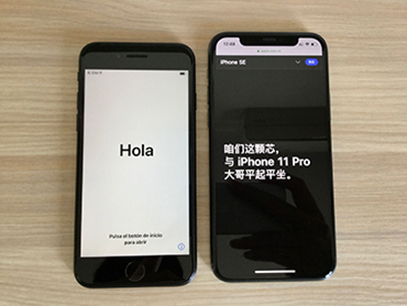 Hola
Pulsa el botón de inicio
para abrir
12:48
iPhone SE
咱们这颗芯，
与 iPhone 11 Pro
大哥平起平坐。